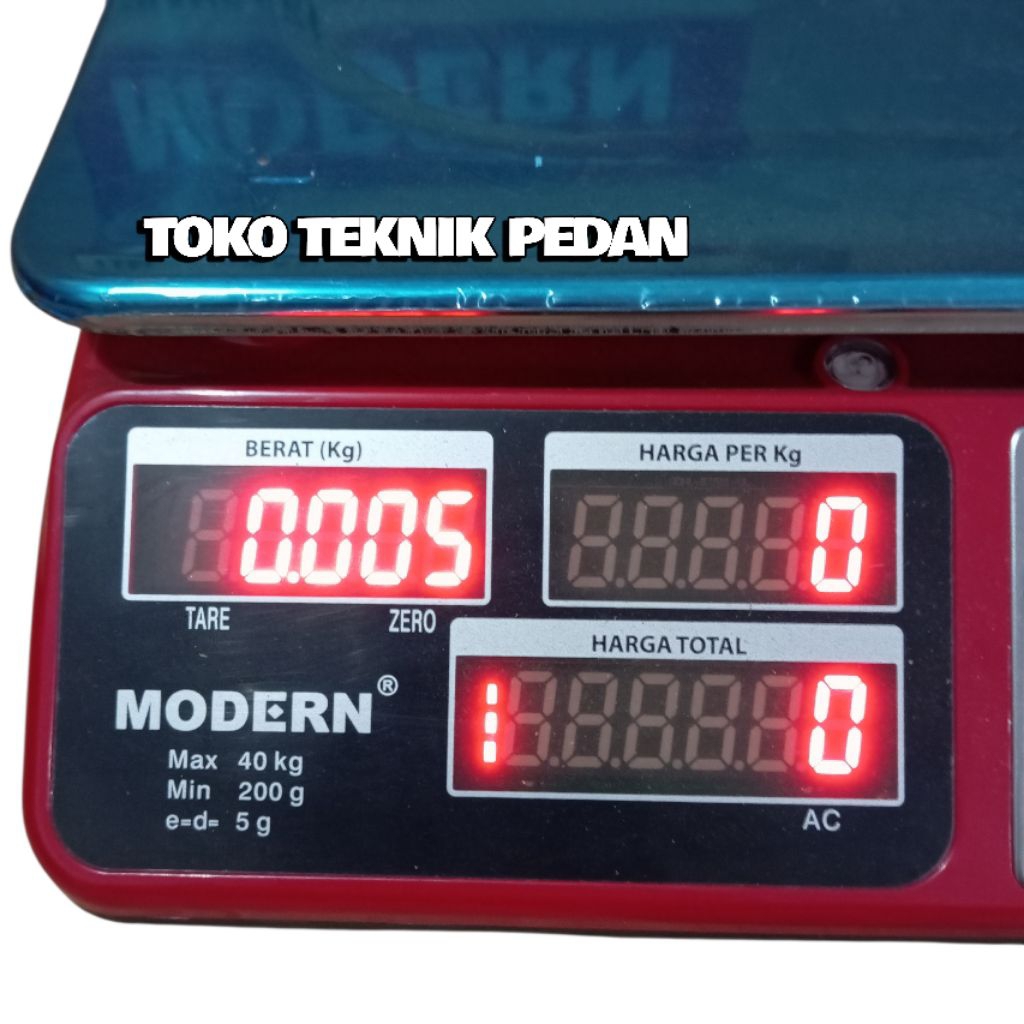 MODERN
TOKO TEKNIK PEDAN
BERAT (Kg)
0.005
TARE ZERO
HARGA PER Kg
0
HARGA TOTAL
0
AC
MODERN®
Max 40 kg
Min 200 g
e=d= 5 g